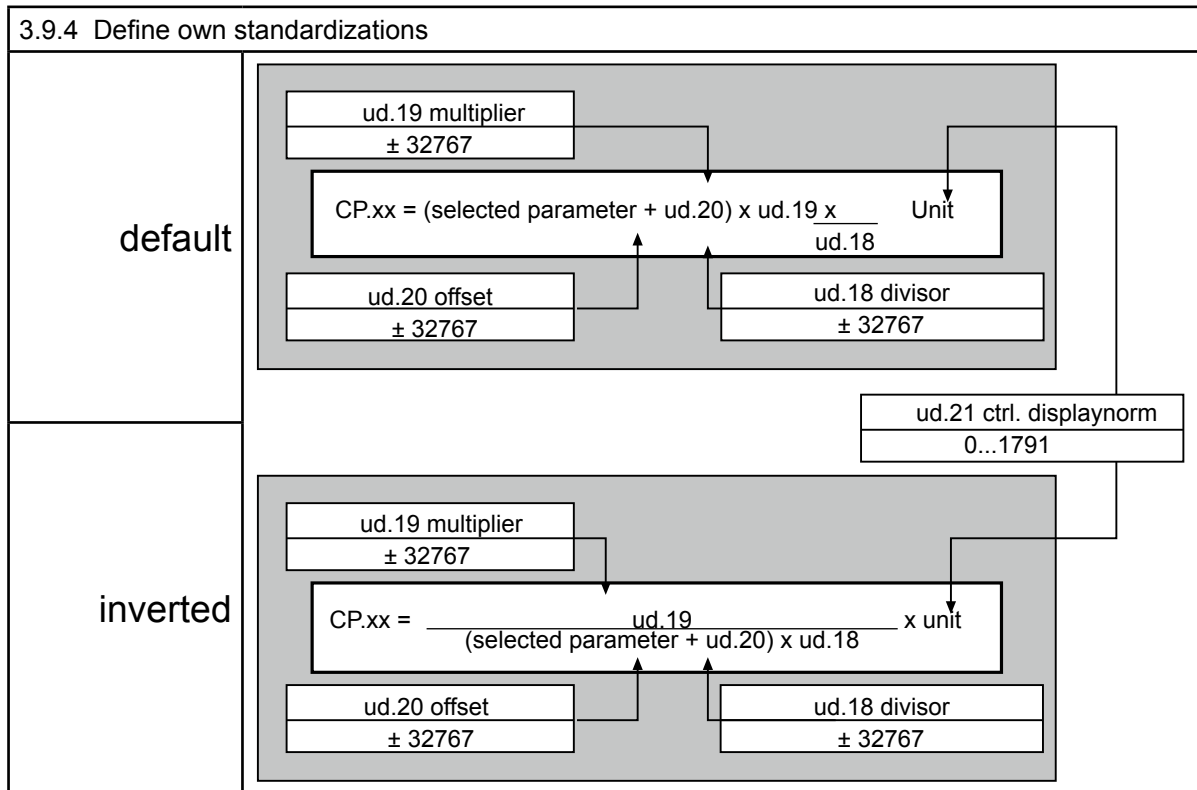 3.9.4 Define own standardizations
default
ud.19 multiplier
± 32767
CP.xx = (selected parameter + ud.20) x ud.19 x Unit
ud.18
ud.20 offset
± 32767
ud.18 divisor
± 32767
ud.21 ctrl. displaynorm
0...1791
inverted
ud.19 multiplier
± 32767
CP.xx = ud.19 x unit
(selected parameter + ud.20) x ud.18
ud.20 offset
± 32767
ud.18 divisor
± 32767